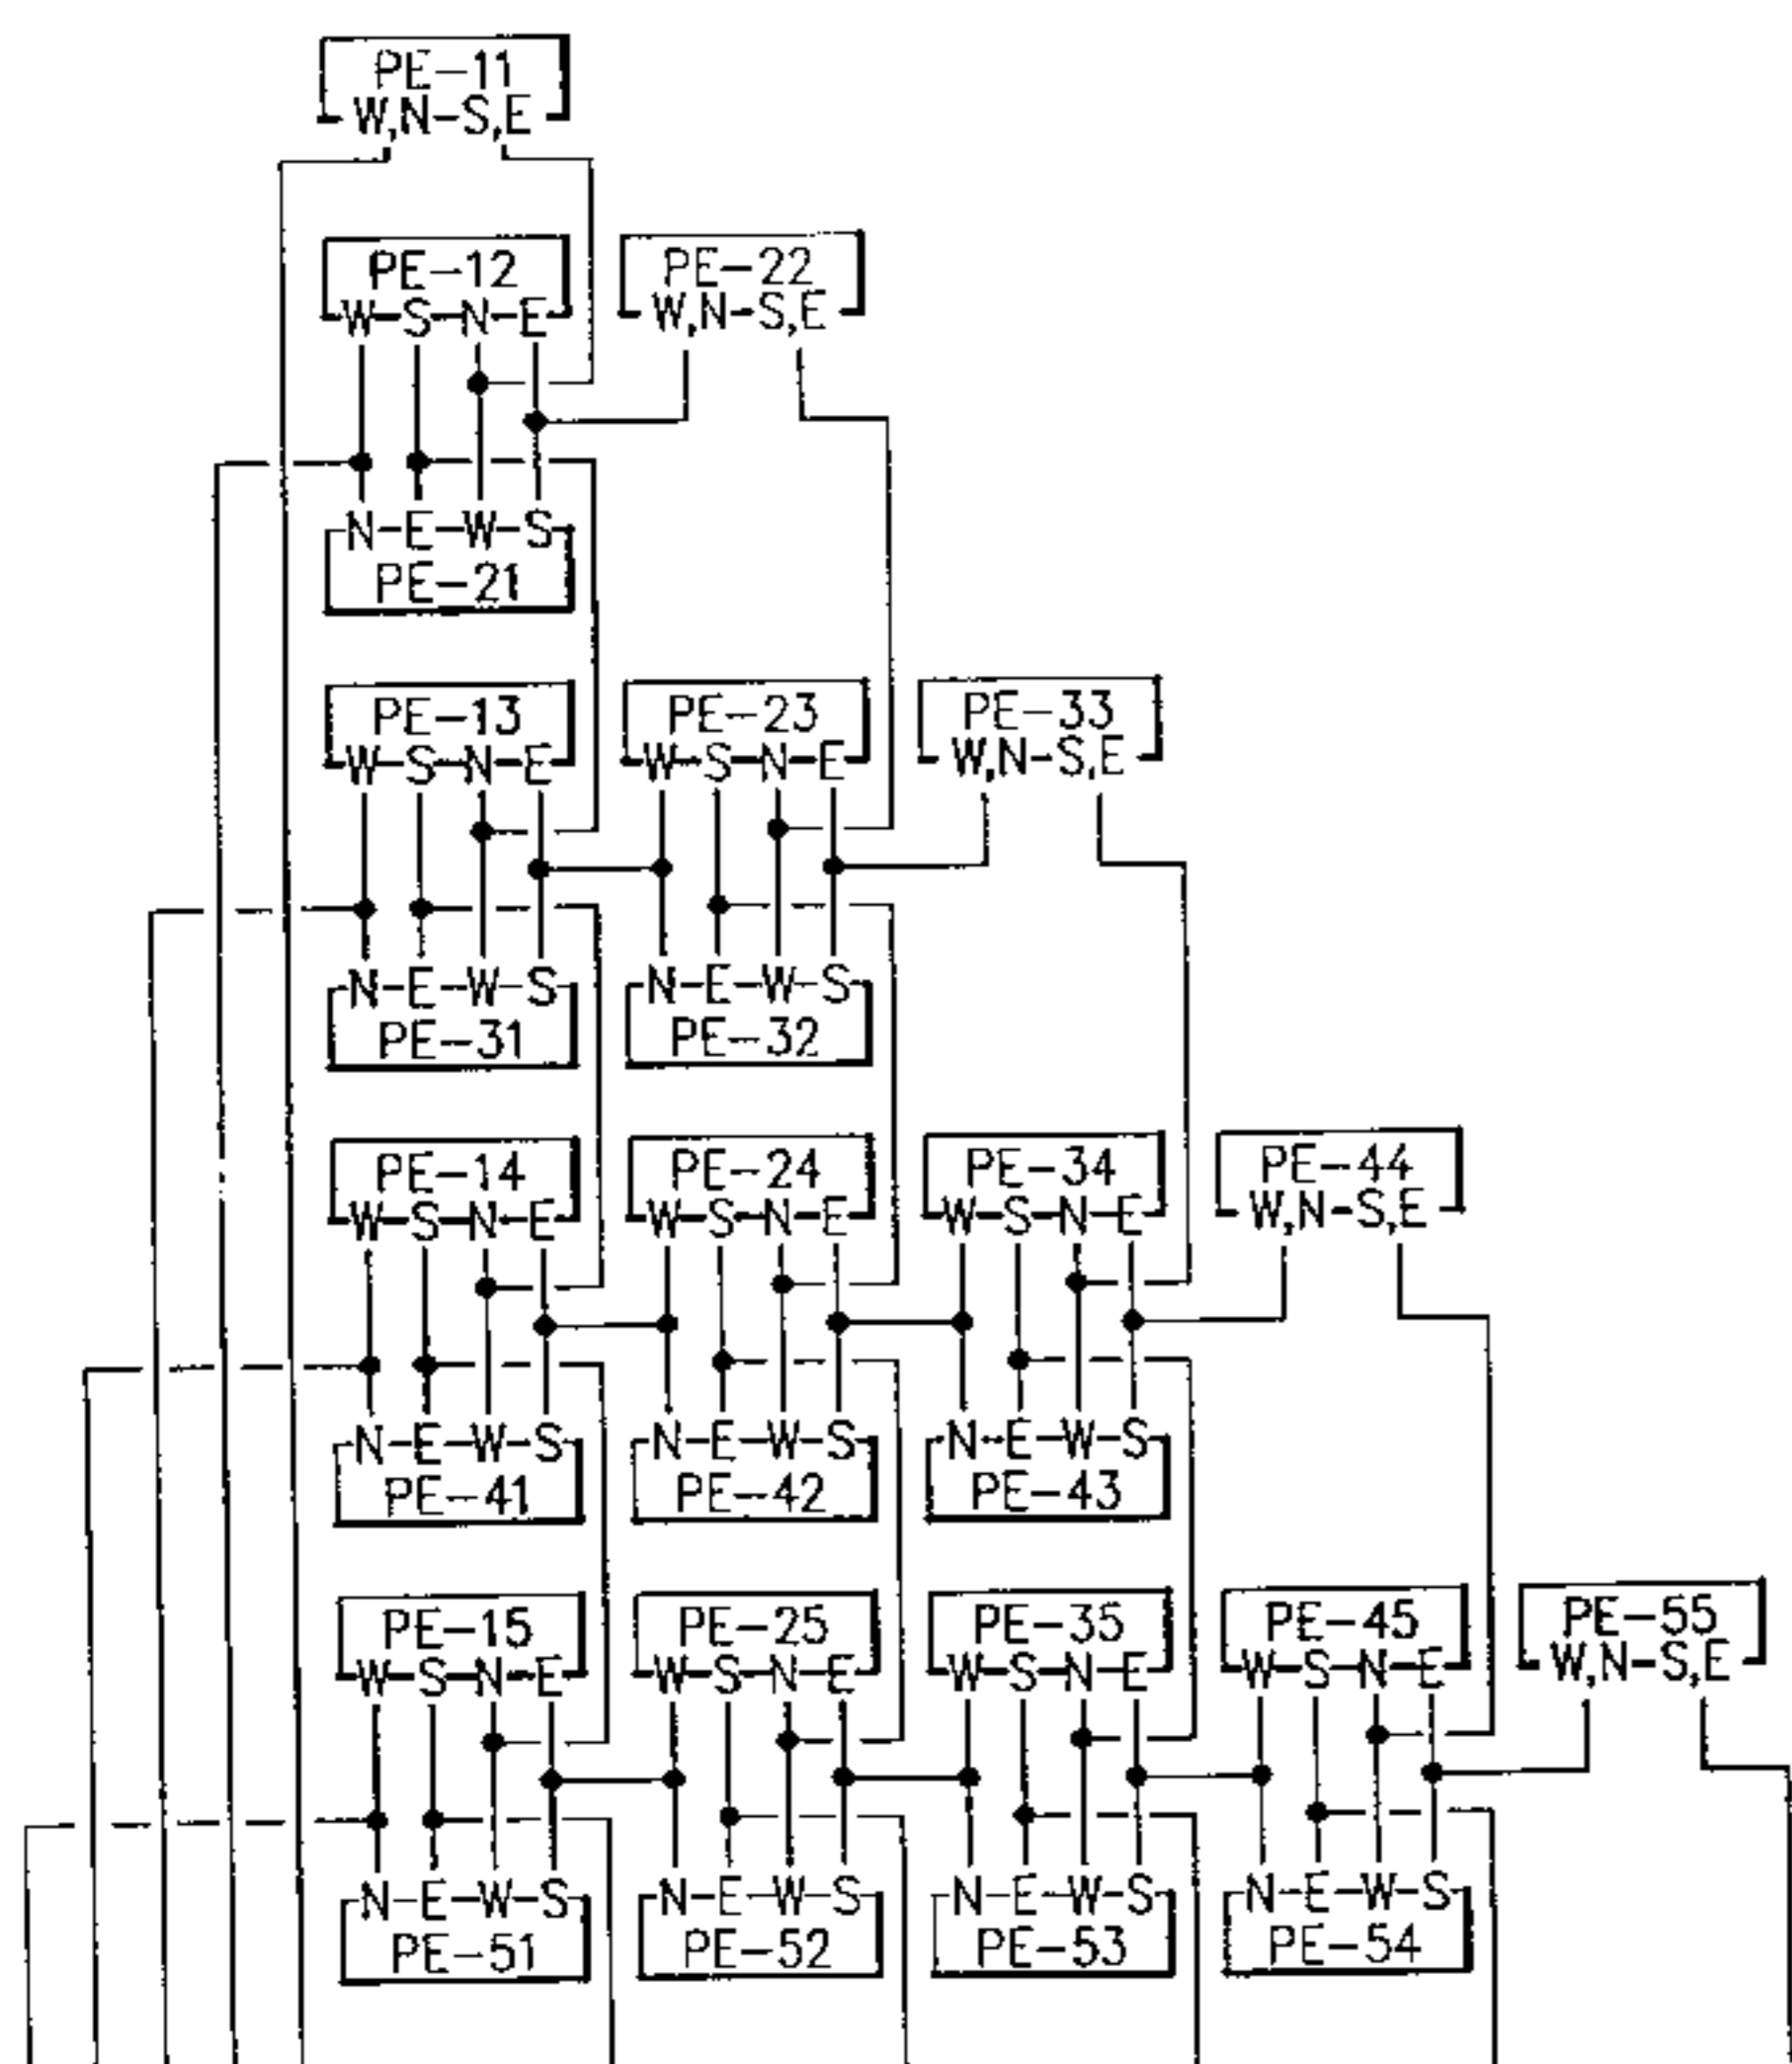 PE-11
W,N-S,E
PE-12 PE-22
W-S-N-E W,N-S,E
N-E-W-S
PE-21
PE-13 PE-23 PE-33
W-S-N-E W-S-N-E W,N-S,E
N-E-W-S N-E-W-S
PE-31 PE-32
PE-14 PE-24 PE-34 PE-44
W-S-N-E W-S-N-E W-S-N-E W,N-S,E
N-E-W-S N-E-W-S N-E-W-S
PE-41 PE-42 PE-43
PE-15 PE-25 PE-35 PE-45 PE-55
W-S-N-E W-S-N-E W-S-N-E W-S-N-E W,N-S,E
N-E-W-S N-E-W-S N-E-W-S N-E-W-S
PE-51 PE-52 PE-53 PE-54